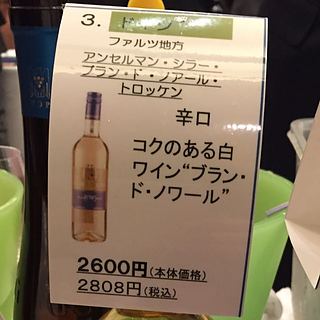 3. ドイツ
ファルツ地方
アンセルマン・シラー・
ブラン・ド・ノアール・
トロッケン
辛口
コクのある白
ワイン“ブラン・
ド・ノワール”
2600円(本体価格)
2808円(税込)